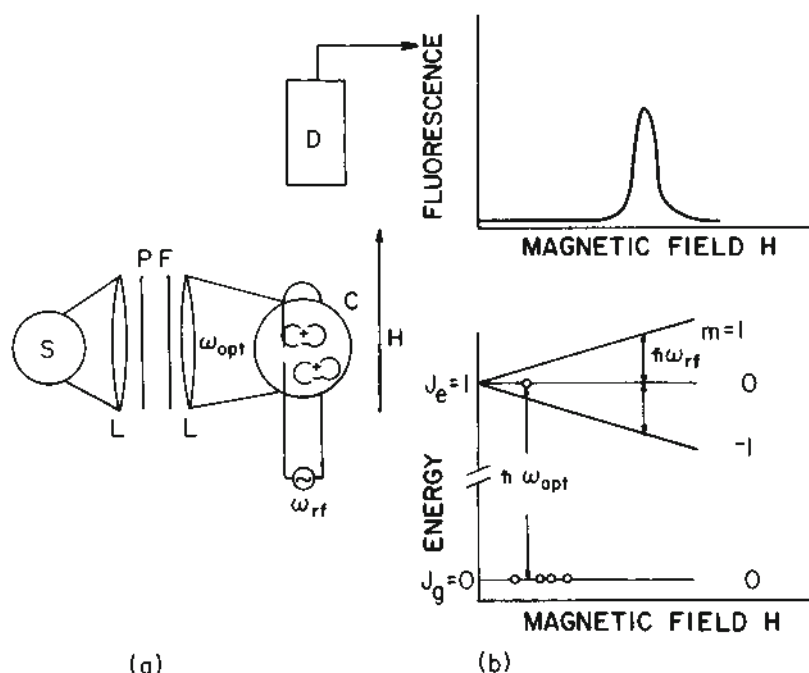 D
FLUORESCENCE
MAGNETIC FIELD H
S
L
P F
L
ω_opt
C
H
ω_rf
ENERGY
J_e=1
m=1
ħω_rf
0
-1
ħ ω_opt
J_g=0
0
MAGNETIC FIELD H
(a)
(b)